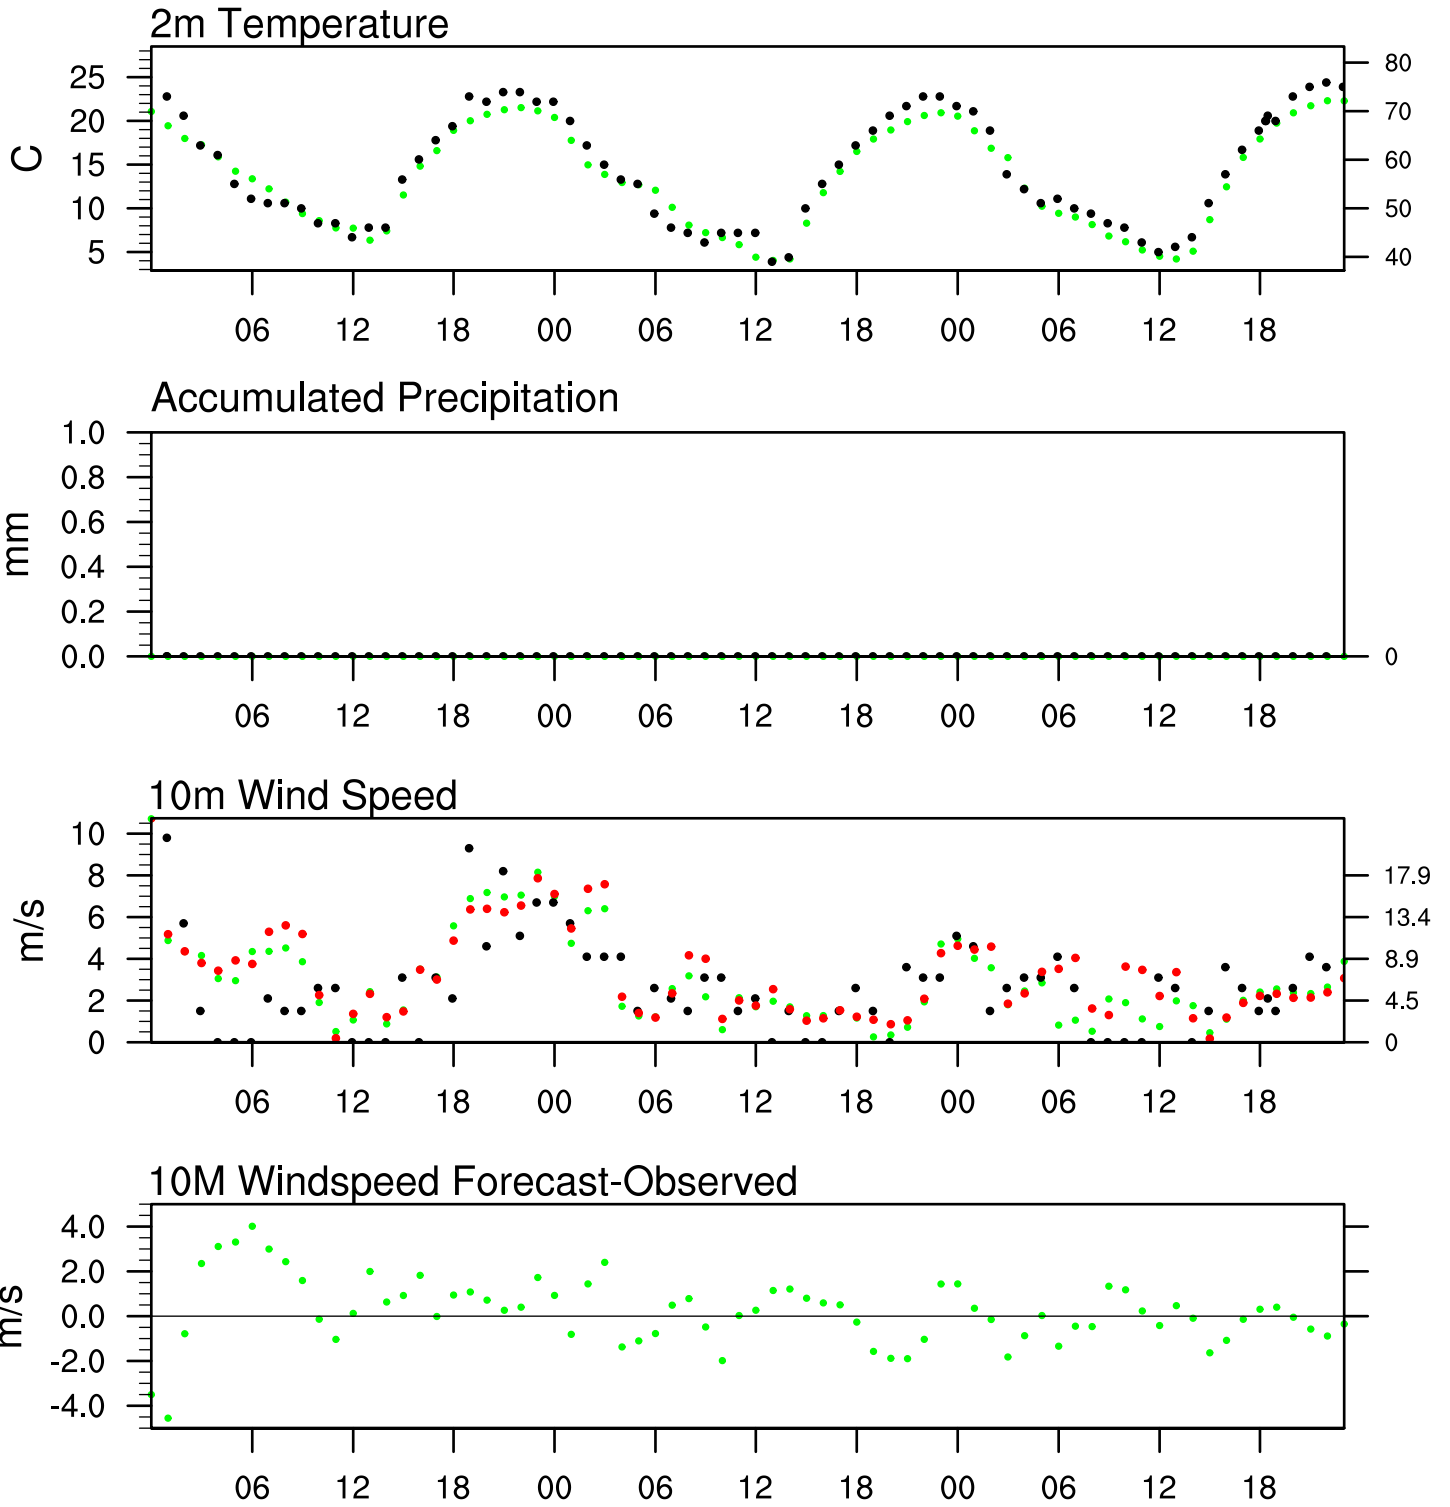 2m Temperature
25
20
15
10
5
C
80
70
60
50
40
06 12 18 00 06 12 18 00 06 12 18
Accumulated Precipitation
1.0
0.8
0.6
0.4
0.2
0.0
mm
0
06 12 18 00 06 12 18 00 06 12 18
10m Wind Speed
10
8
6
4
2
0
m/s
17.9
13.4
8.9
4.5
0
06 12 18 00 06 12 18 00 06 12 18
10M Windspeed Forecast-Observed
4.0
2.0
0.0
-2.0
-4.0
m/s
06 12 18 00 06 12 18 00 06 12 18